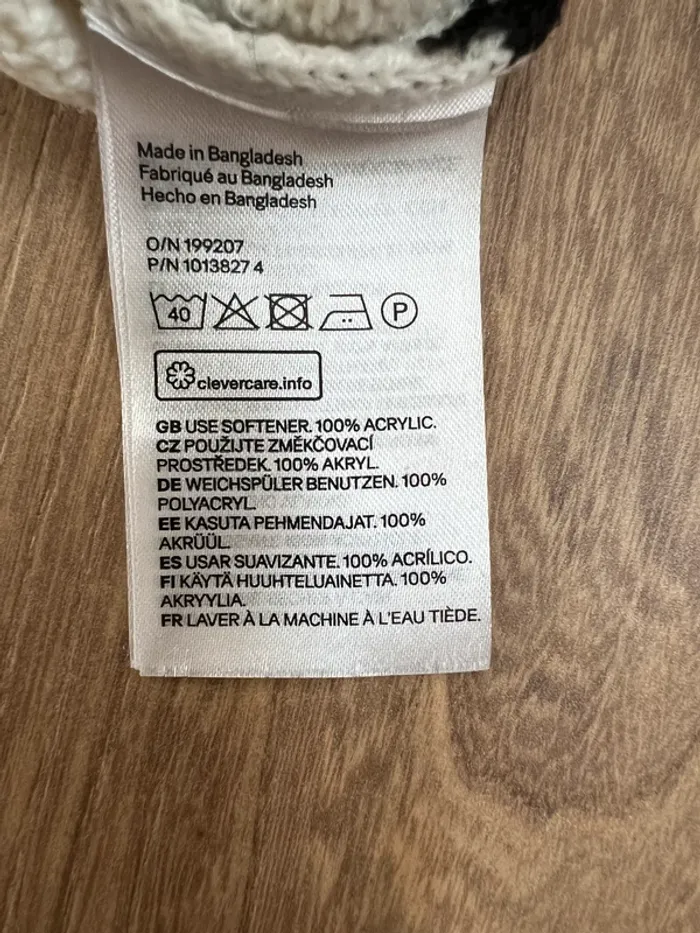 Made in Bangladesh
Fabriqué au Bangladesh
Hecho en Bangladesh
O/N 199207
P/N 1013827 4
40
P
clevercare.info
GB USE SOFTENER. 100% ACRYLIC.
CZ POUŽIJTE ZMĚKČOVACÍ
PROSTŘEDEK. 100% AKRYL.
DE WEICHSPÜLER BENUTZEN. 100%
POLYACRYL.
EE KASUTA PEHMENDAJAT. 100%
AKRÜÜL.
ES USAR SUAVIZANTE. 100% ACRÍLICO.
FI KÄYTÄ HUUHTELUAINETTA. 100%
AKRYYLIA.
FR LAVER À LA MACHINE À L'EAU TIÈDE.